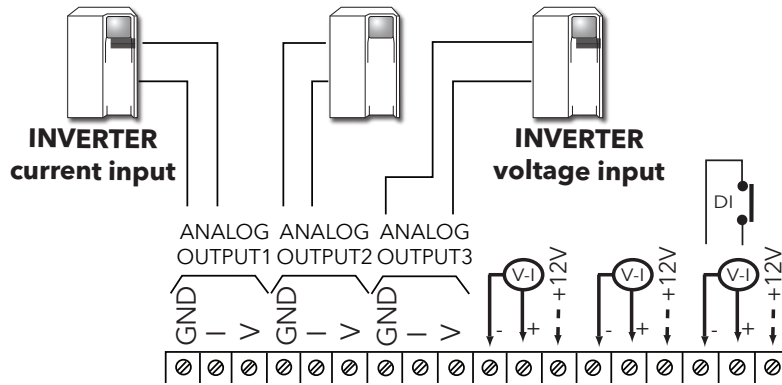 INVERTER
current input
INVERTER
voltage input
DI
ANALOG ANALOG ANALOG
OUTPUT1 OUTPUT2 OUTPUT3
V-I V-I V-I
+12V +12V +12V
GND I V GND I V GND I V
- + - + - +